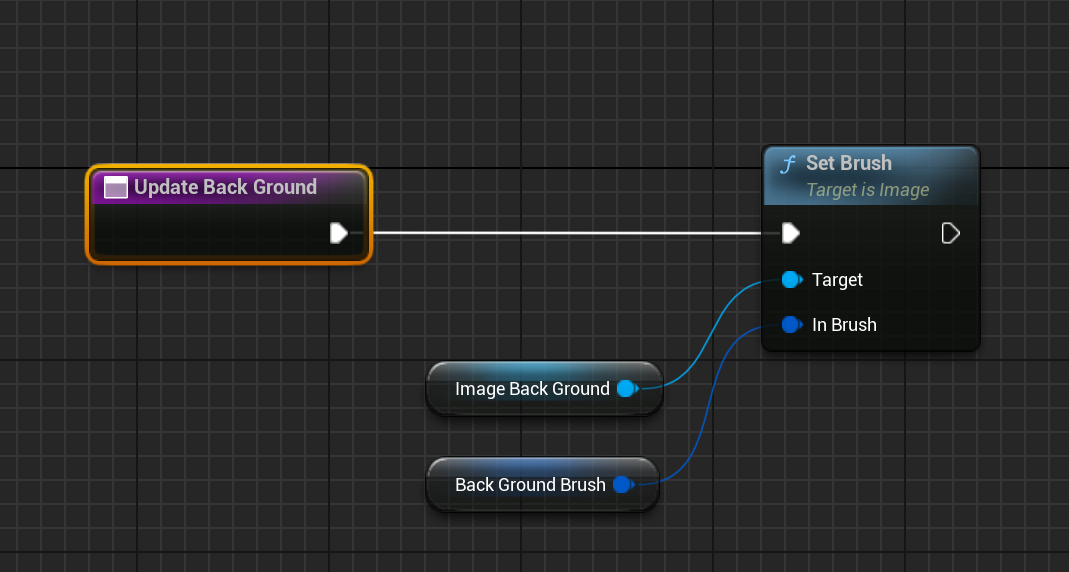 Update Back Ground
Set Brush
Target is Image
Target
In Brush
Image Back Ground
Back Ground Brush